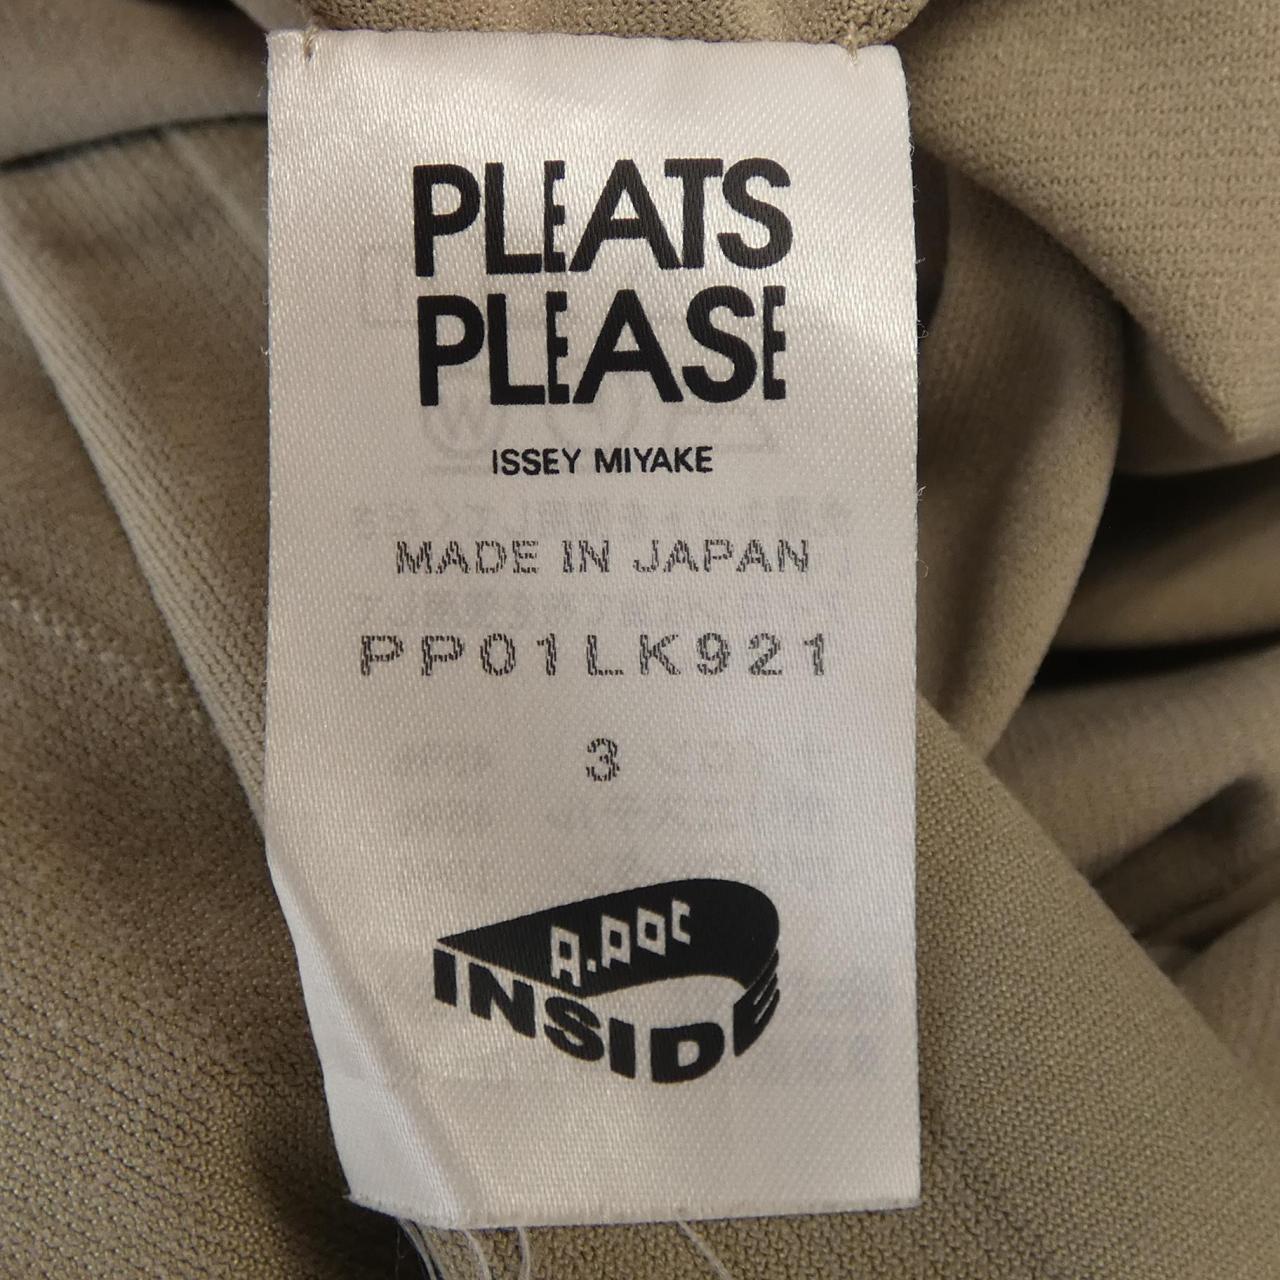 PLEATS
PLEASE
ISSEY MIYAKE
MADE IN JAPAN
PP01LK921
3
A.POC
INSIDE